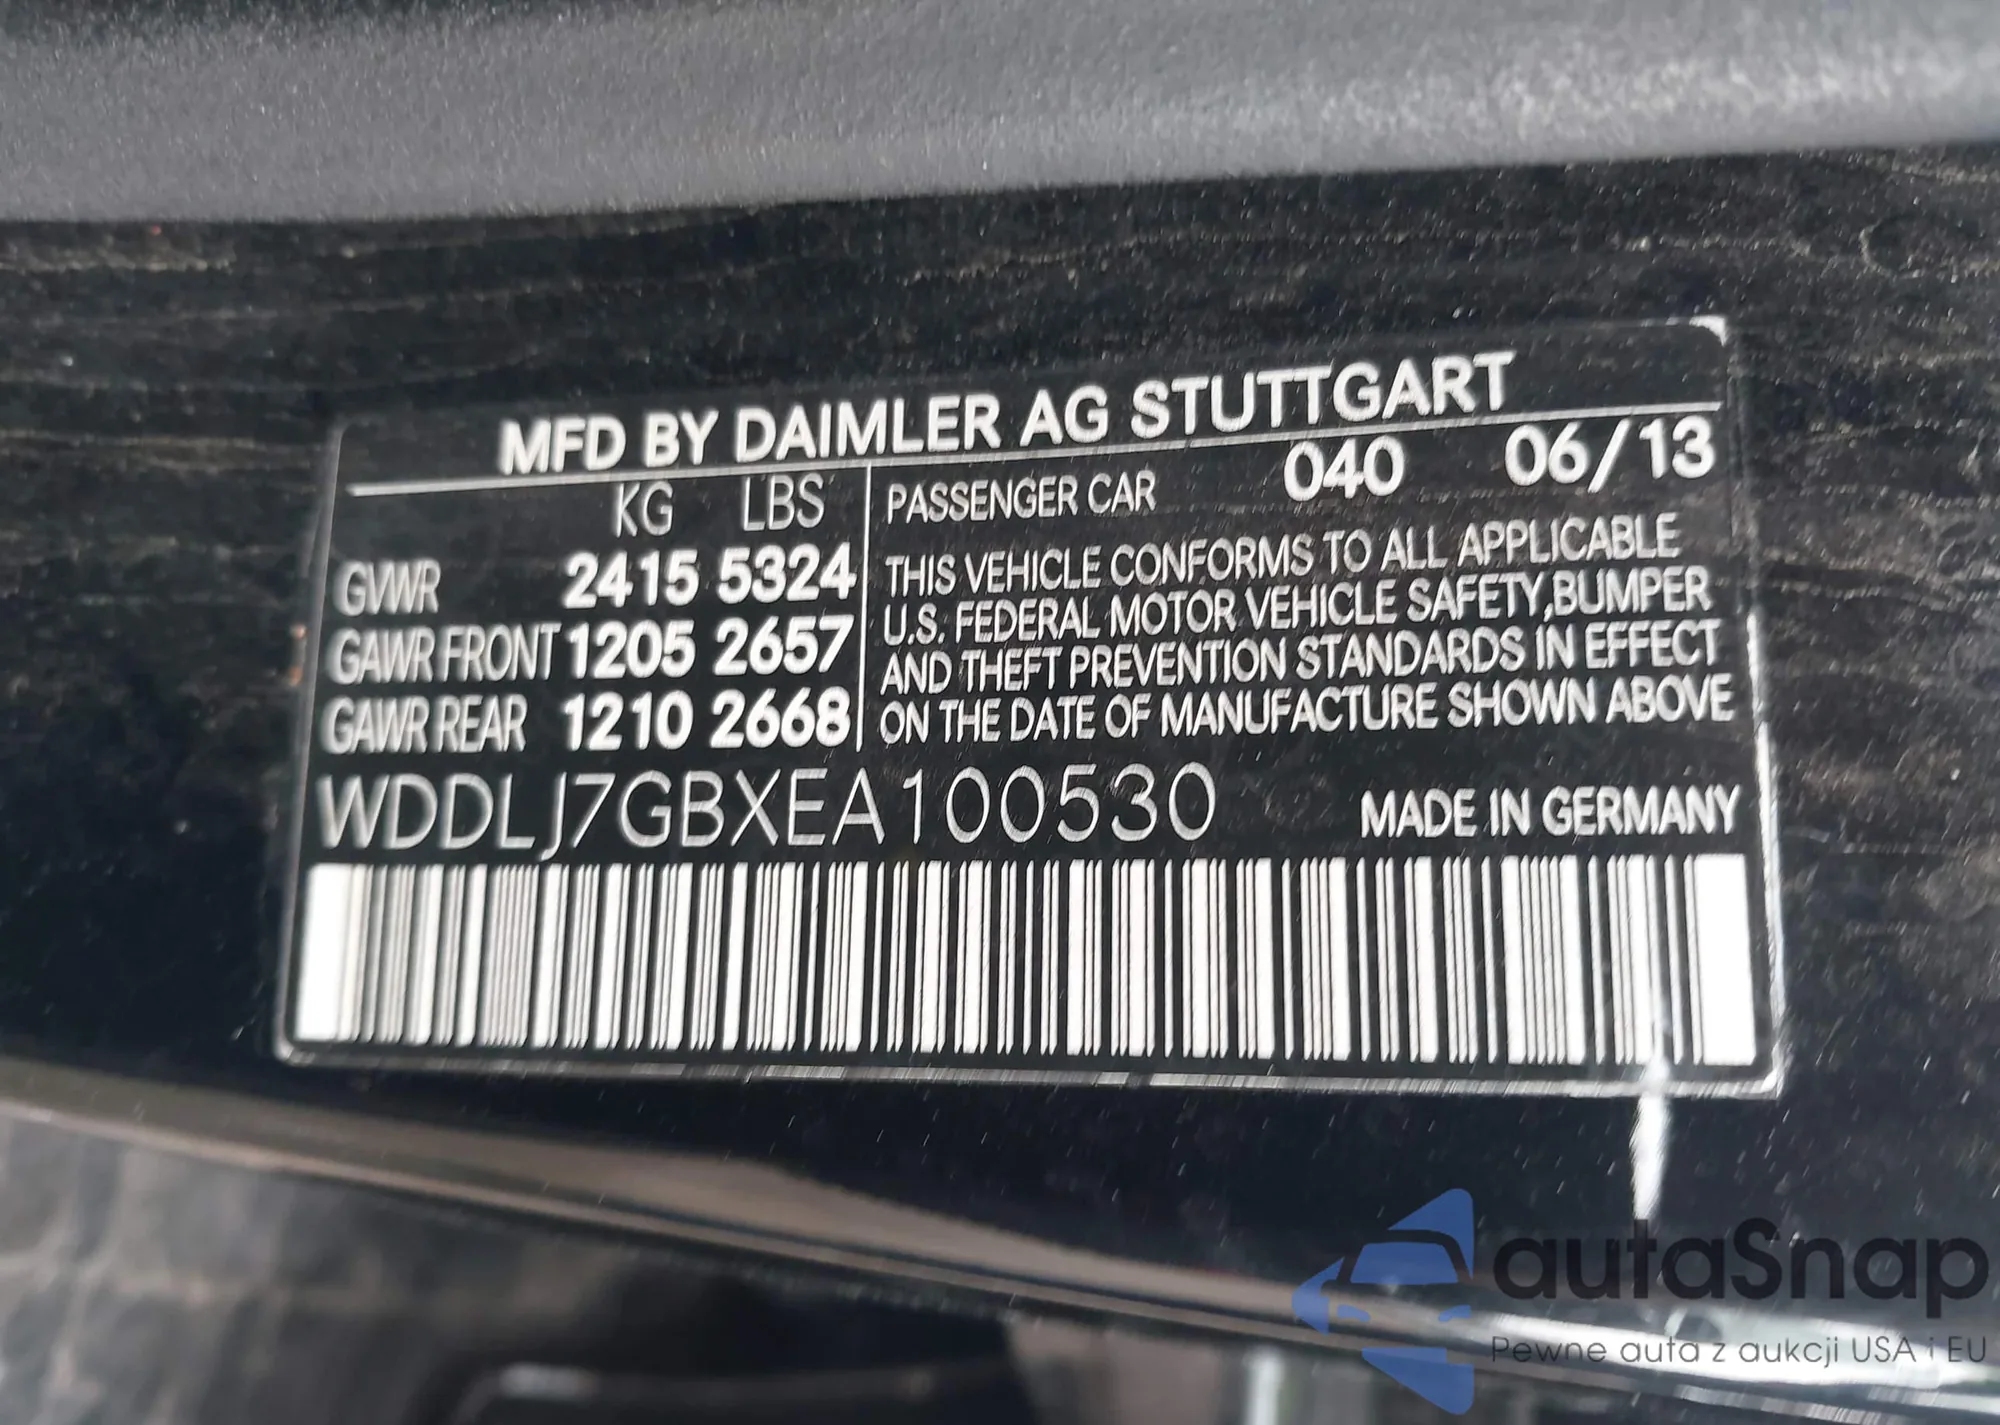 MFD BY DAIMLER AG STUTTGART
KG LBS
GVWR 2415 5324
GAWR FRONT 1205 2657
GAWR REAR 1210 2668
PASSENGER CAR 040 06/13
THIS VEHICLE CONFORMS TO ALL APPLICABLE
U.S. FEDERAL MOTOR VEHICLE SAFETY,BUMPER
AND THEFT PREVENTION STANDARDS IN EFFECT
ON THE DATE OF MANUFACTURE SHOWN ABOVE
WDDLJ7GBXEA100530 MADE IN GERMANY
autaSnap
Pewne auta z aukcji USA i EU